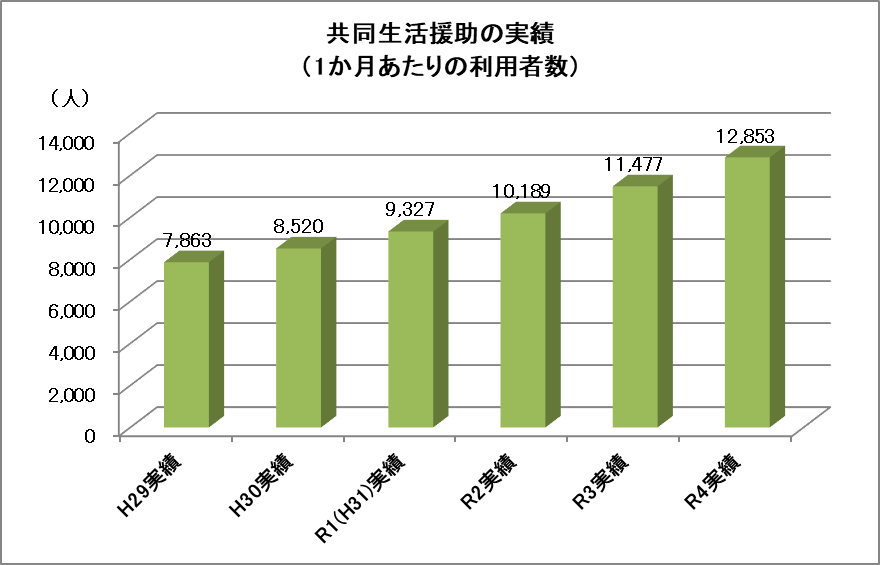 共同生活援助の実績
（1か月あたりの利用者数）
（人）
14,000
12,000
10,000
8,000
6,000
4,000
2,000
0
7,863
8,520
9,327
10,189
11,477
12,853
H29実績
H30実績
R1(H31)実績
R2実績
R3実績
R4実績